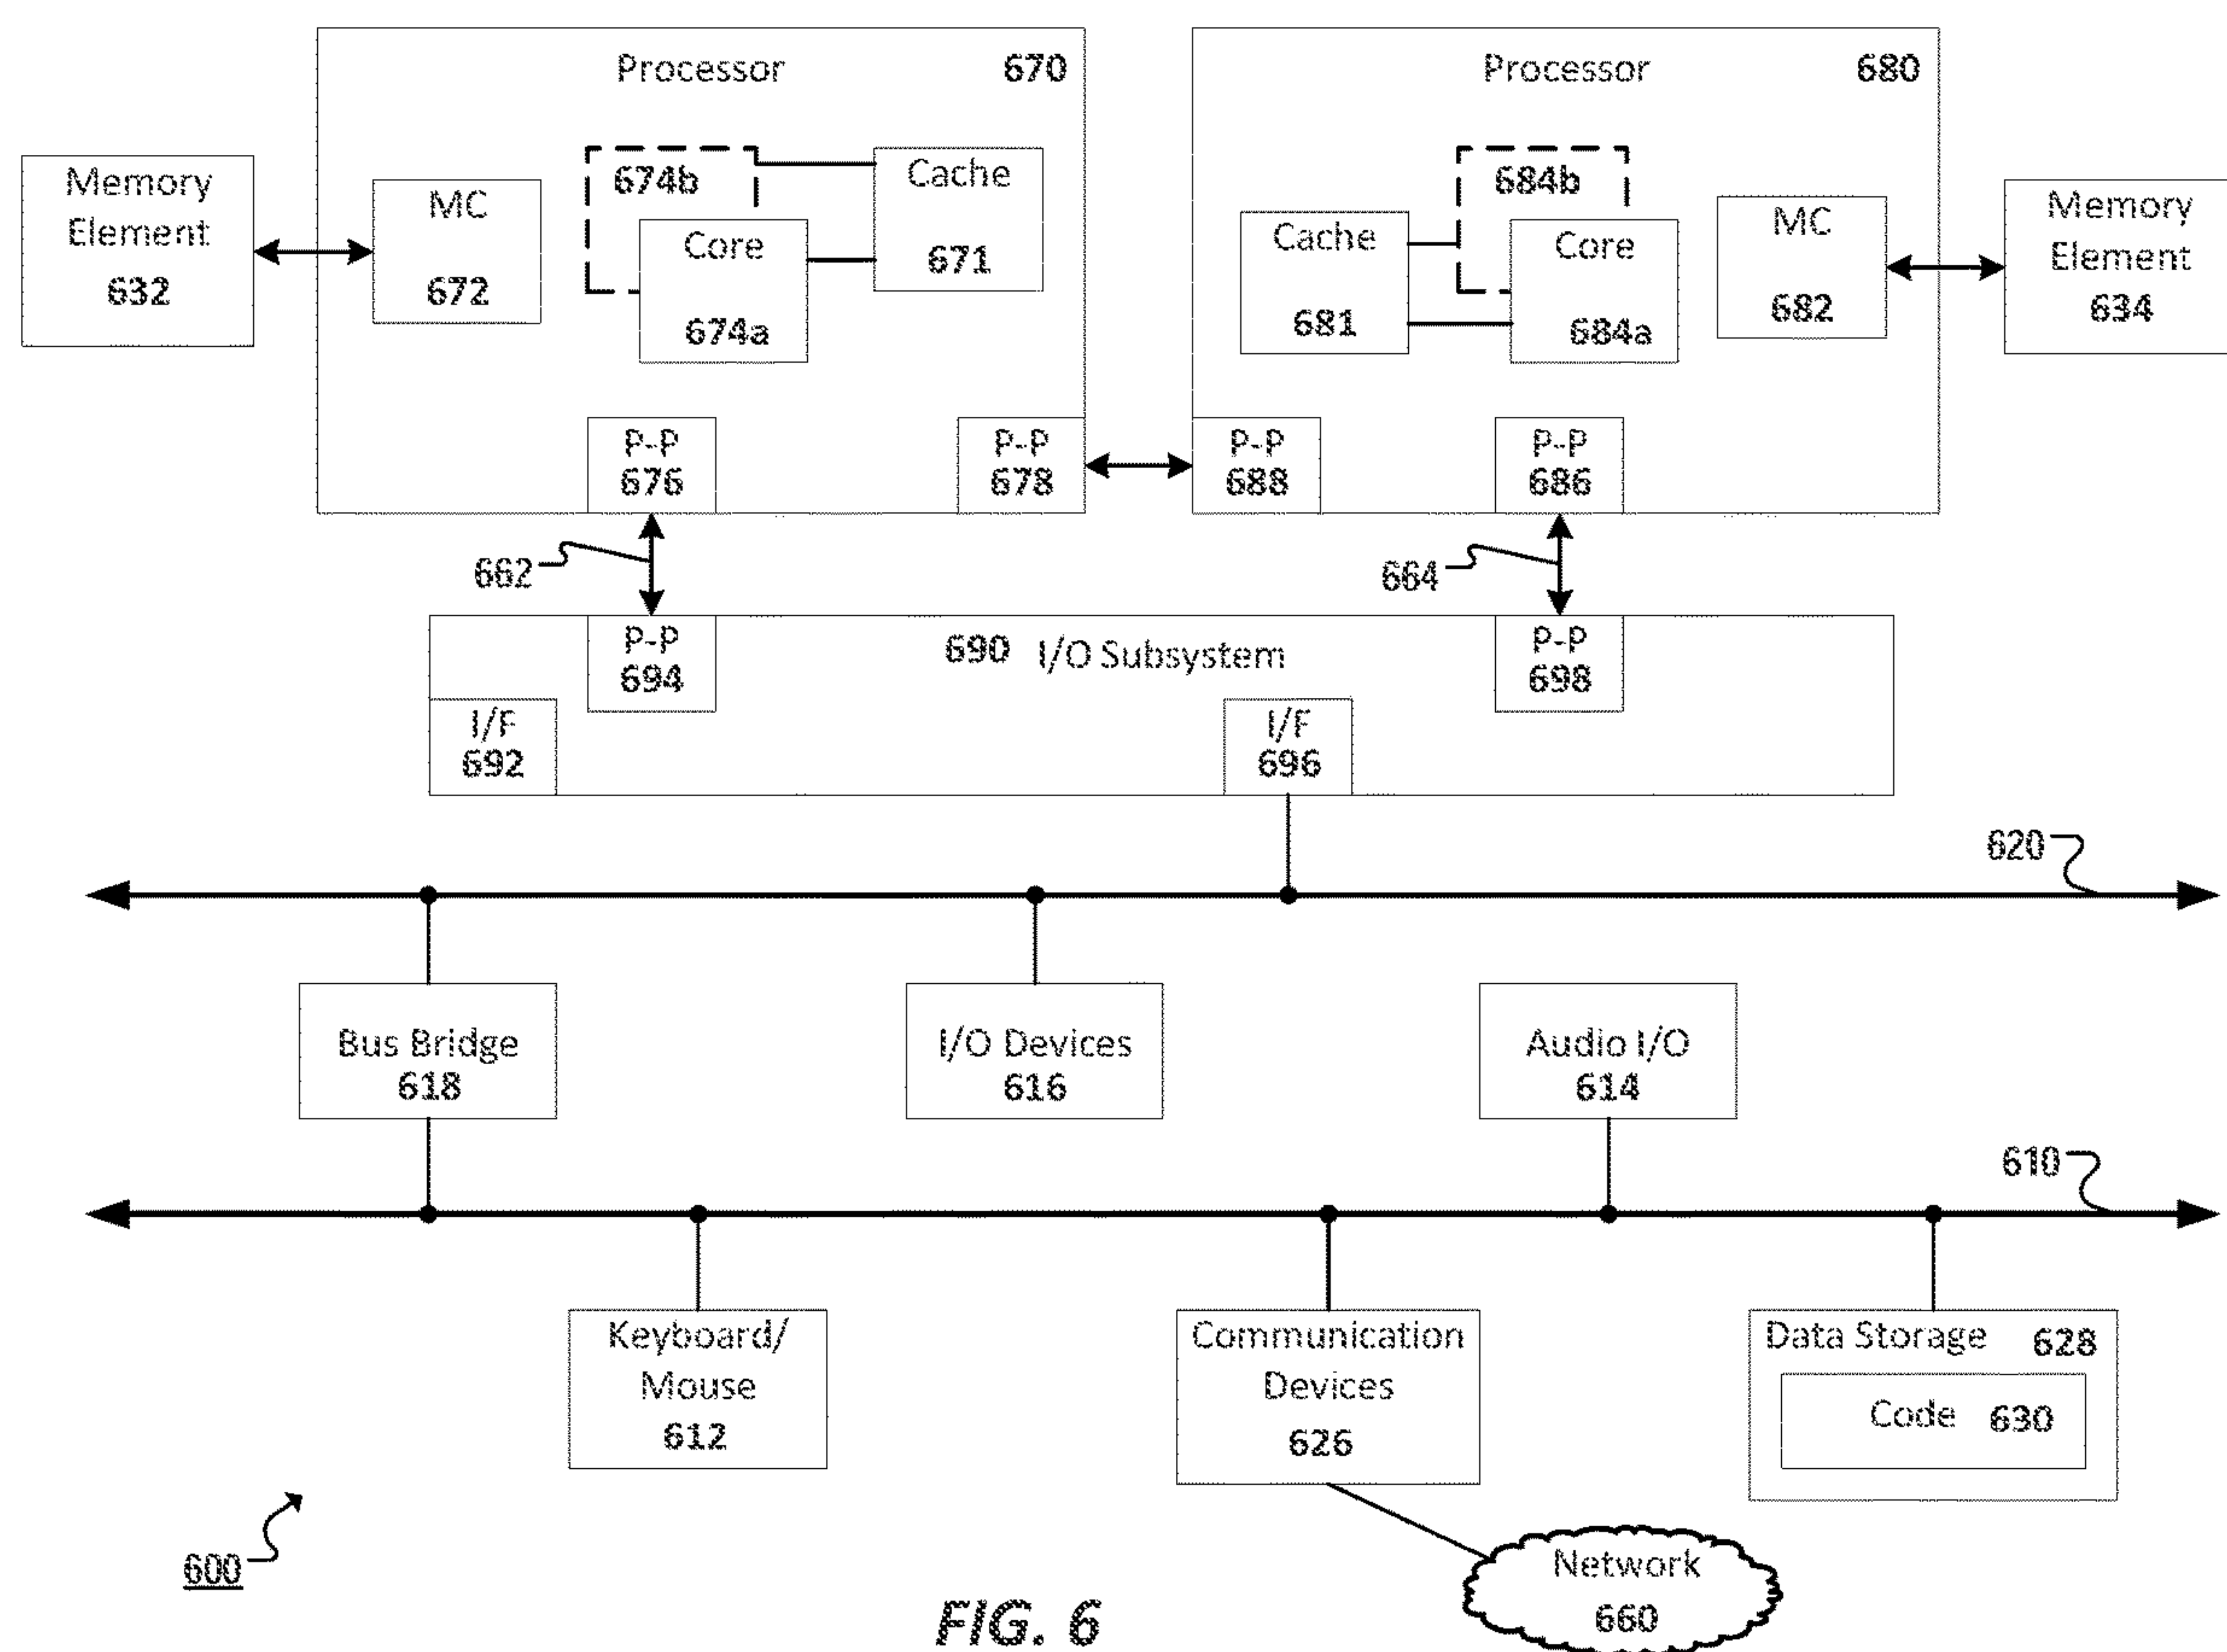 Processor 670
Processor 680
Memory
Element
632
MC
672
674b
Core
674a
Cache
671
Cache
681
684b
Core
684a
MC
682
Memory
Element
634
P-P
676
P-P
678
P-P
688
P-P
686
662
664
P-P
694
690 I/O Subsystem
P-P
698
I/F
692
I/F
696
620
Bus Bridge
618
I/O Devices
616
Audio I/O
614
610
Keyboard/
Mouse
612
Communication
Devices
626
Data Storage 628
Code 630
600
Network
660
FIG. 6